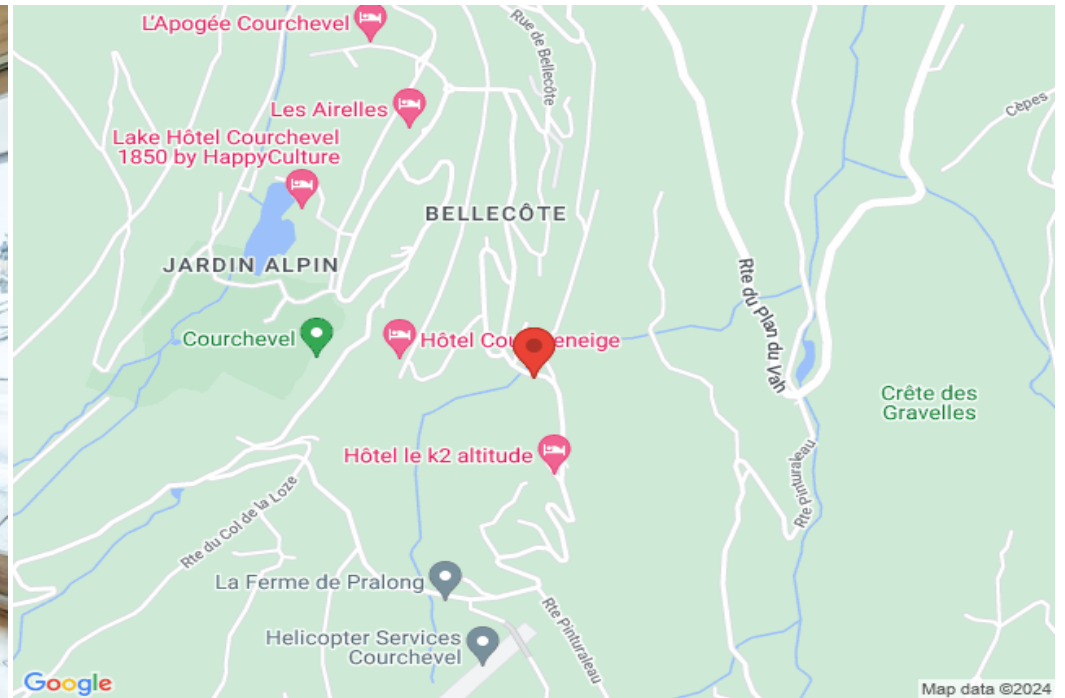 L'Apogée Courchevel
Rue de Bellecôte
Les Airelles
Cèpes
Lake Hôtel Courchevel
1850 by HappyCulture
BELLECÔTE
JARDIN ALPIN
Rte du Plan du Vah
Courchevel
Hôtel Cou eneige
Crête des
Gravelles
Hôtel le k2 altitude
Rte Pinturaleau
Rte du Col de la Loze
La Ferme de Pralong
Rte Pinturaleau
Helicopter Services
Courchevel
Google
Map data ©2024